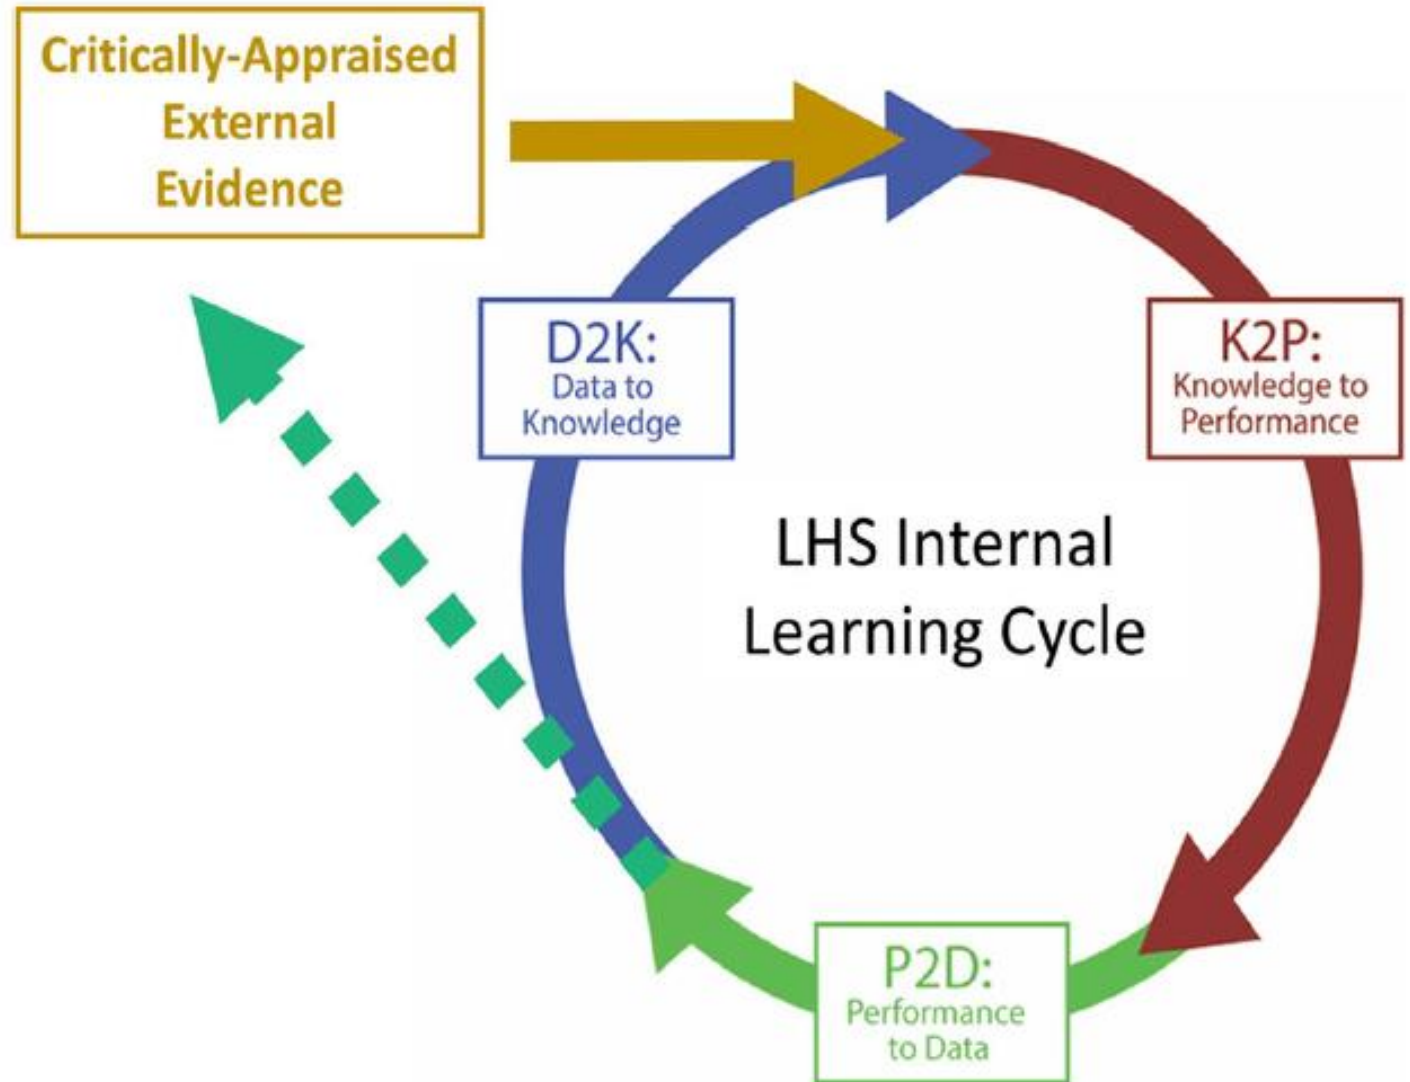 Critically-Appraised
External
Evidence
D2K:
Data to
Knowledge
K2P:
Knowledge to
Performance
LHS Internal
Learning Cycle
P2D:
Performance
to Data